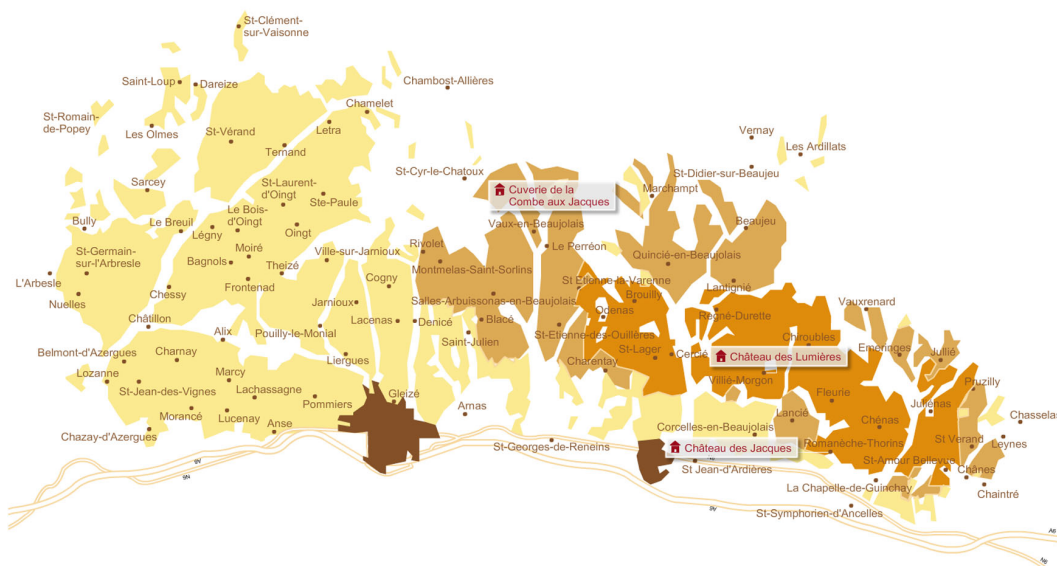 St-Clément-
sur-Vaisonne
Saint-Loup
Dareize
Chambost-Allières
Chamelet
St-Romain-
de-Popey
Les Olmes
St-Vérand
Letra
Ternand
Vernay
Les Ardillats
St-Cyr-le-Chatoux
St-Didier-sur-Beaujeu
Sarcey
St-Laurent-
d'Oingt
Ste-Paule
Cuverie de la
Combe aux Jacques
Marchampt
Bully
Le Breuil
Le Bois-
d'Oingt
Légny
Oingt
Vaux-en-Beaujolais
Beaujeu
St-Germain-
sur-l'Arbresle
Moiré
Bagnols
Theizé
Ville-sur-Jarnioux
Rivolet
Le Perréon
Montmelas-Saint-Sorlins
Quincié-en-Beaujolais
L'Arbesle
Nuelles
Chessy
Frontenad
Cogny
St Etienne-la-Varenne
Brouilly
Lantignié
Jarnioux
Salles-Arbuissonas-en-Beaujolais
Odenas
Regné-Durette
Vauxrenard
Châtillon
Alix
Pouilly-le-Monial
Lacenas
Denicé
Blacé
Saint-Julien
St-Etienne-des-Ouillères
Chiroubles
Belmont-d'Azergues
Charnay
Liergues
St-Lager
Cercié
Château des Lumières
Emeringes
Jullié
Lozanne
St-Jean-des-Vignes
Marcy
Lachassagne
Charentay
Villié-Morgon
Pruzilly
Morancé
Lucenay
Pommiers
Gleizé
Arnas
Fleurie
Juliénas
Lancié
Chénas
Chasselas
Chazay-d'Azergues
Anse
Corcelles-en-Beaujolais
St-Georges-de-Reneins
Château des Jacques
Romanèche-Thorins
St Verand
Leynes
St Jean-d'Ardières
St-Amour Bellevue
Chânes
La Chapelle-de-Guinchay
Chaintré
St-Symphorien-d'Ancelles
A6
N6